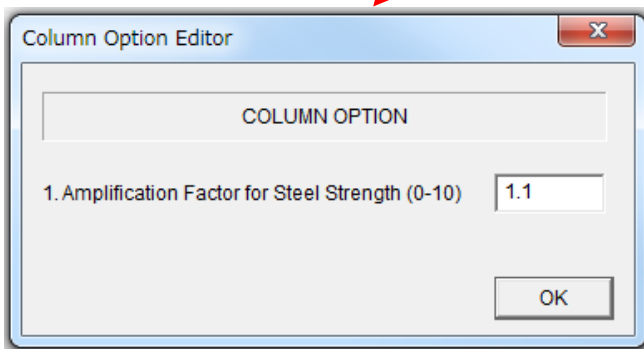 Column Option Editor
COLUMN OPTION
1. Amplification Factor for Steel Strength (0-10) 1.1
OK